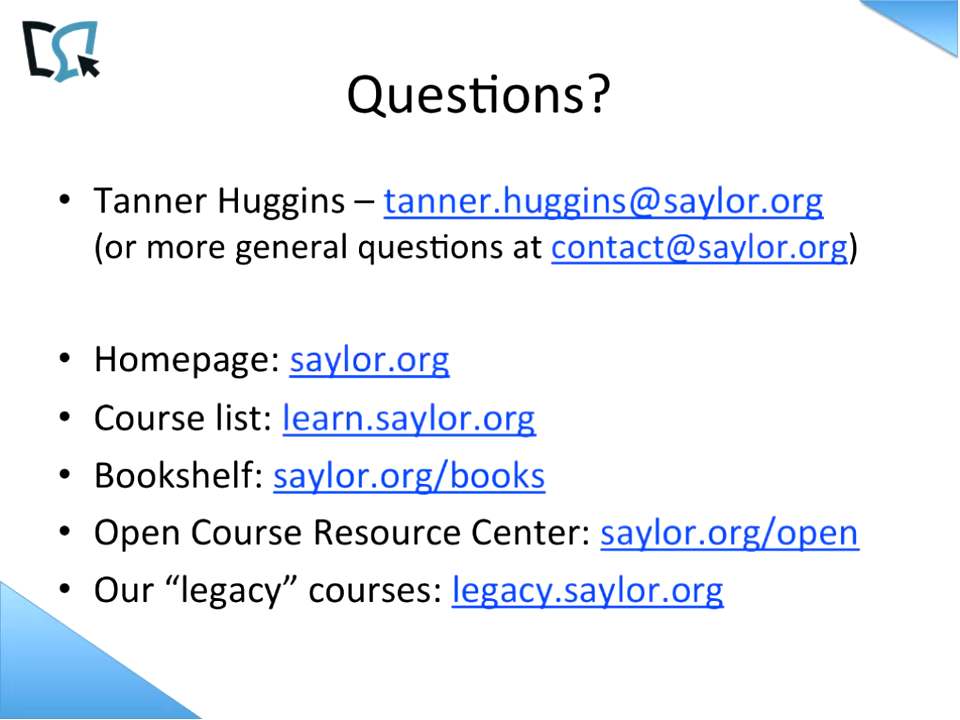 Questions?
• Tanner Huggins – tanner.huggins@saylor.org
(or more general questions at contact@saylor.org)
• Homepage: saylor.org
• Course list: learn.saylor.org
• Bookshelf: saylor.org/books
• Open Course Resource Center: saylor.org/open
• Our “legacy” courses: legacy.saylor.org